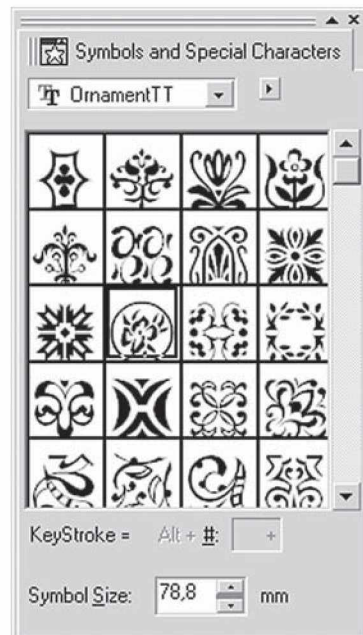 Symbols and Special Characters
OrnamentTT
KeyStroke = Alt + #: +
Symbol Size: 78,8 mm